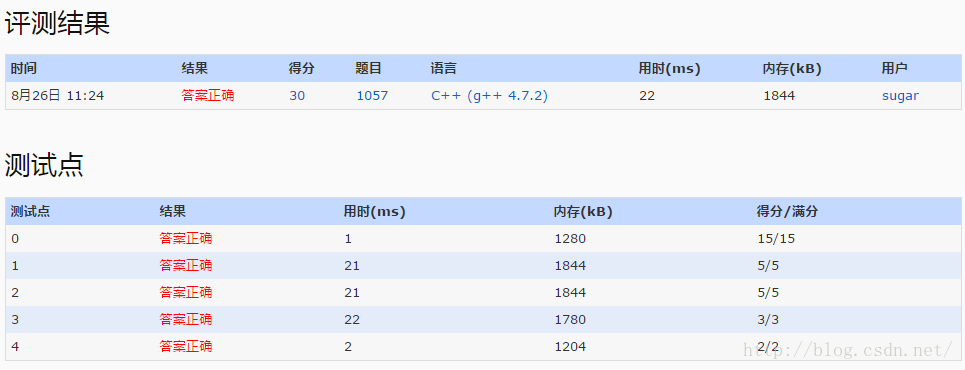 评测结果
时间 结果 得分 题目 语言 用时(ms) 内存(kB) 用户
8月26日 11:24 答案正确 30 1057 C++ (g++ 4.7.2) 22 1844 sugar
测试点
测试点 结果 用时(ms) 内存(kB) 得分/满分
0 答案正确 1 1280 15/15
1 答案正确 21 1844 5/5
2 答案正确 21 1844 5/5
3 答案正确 22 1780 3/3
4 答案正确 2 1204 2/2
http://blog.csdn.net/